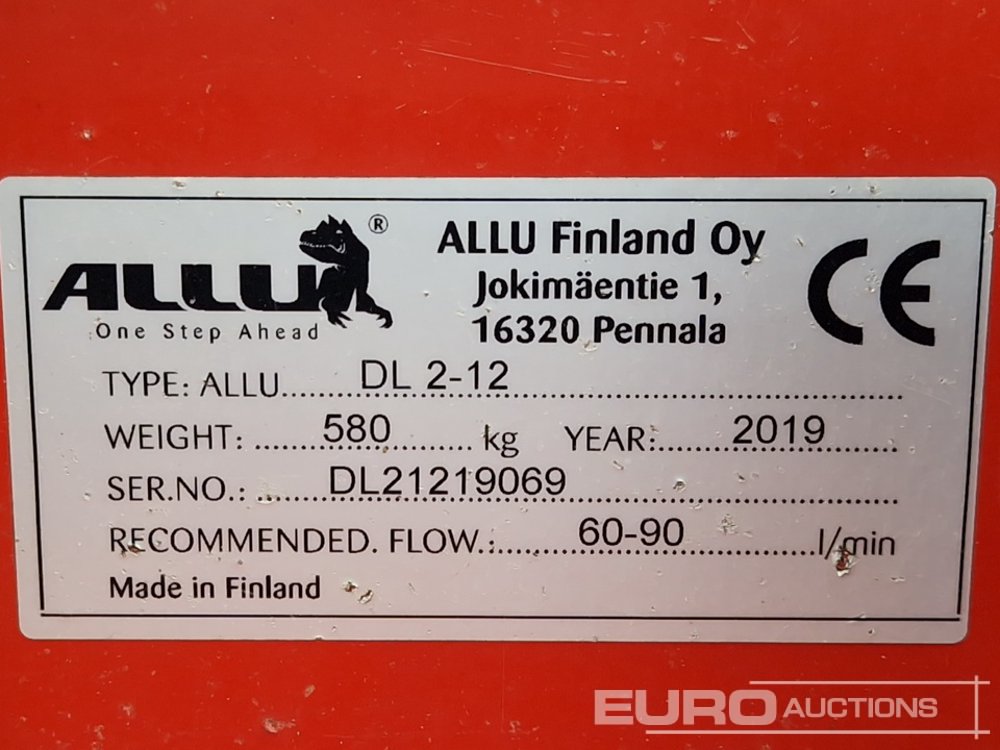 ALLU ®
One Step Ahead
ALLU Finland Oy
Jokimäentie 1,
16320 Pennala
CE
TYPE: ALLU......DL 2-12......
WEIGHT: ......580...... kg YEAR:......2019......
SER.NO.: ......DL21219069......
RECOMMENDED. FLOW.:......60-90......l/min
Made in Finland
EURO AUCTIONS